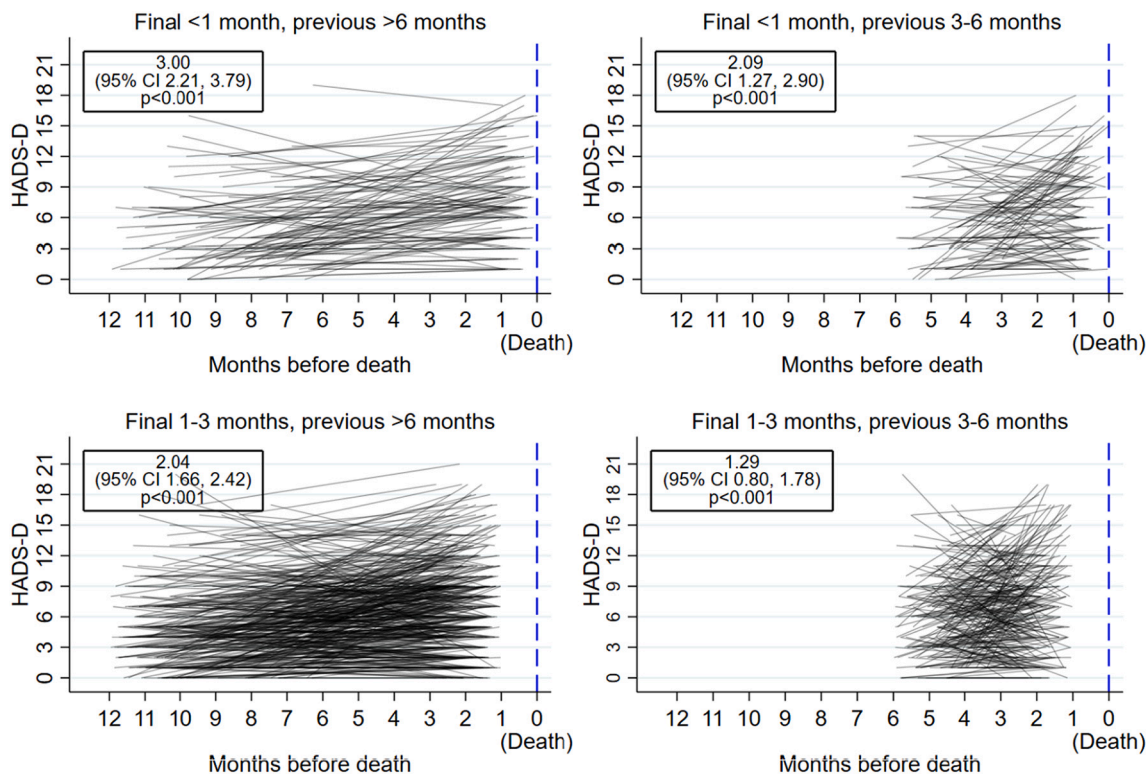 Final <1 month, previous >6 months
3.00
(95% CI 2.21, 3.79)
p<0.001
HADS-D
21
18
15
12
9
6
3
0
12 11 10 9 8 7 6 5 4 3 2 1 0
(Death)
Months before death
Final <1 month, previous 3-6 months
2.09
(95% CI 1.27, 2.90)
p<0.001
HADS-D
21
18
15
12
9
6
3
0
12 11 10 9 8 7 6 5 4 3 2 1 0
(Death)
Months before death
Final 1-3 months, previous >6 months
2.04
(95% CI 1.66, 2.42)
p<0.001
HADS-D
21
18
15
12
9
6
3
0
12 11 10 9 8 7 6 5 4 3 2 1 0
(Death)
Months before death
Final 1-3 months, previous 3-6 months
1.29
(95% CI 0.80, 1.78)
p<0.001
HADS-D
21
18
15
12
9
6
3
0
12 11 10 9 8 7 6 5 4 3 2 1 0
(Death)
Months before death